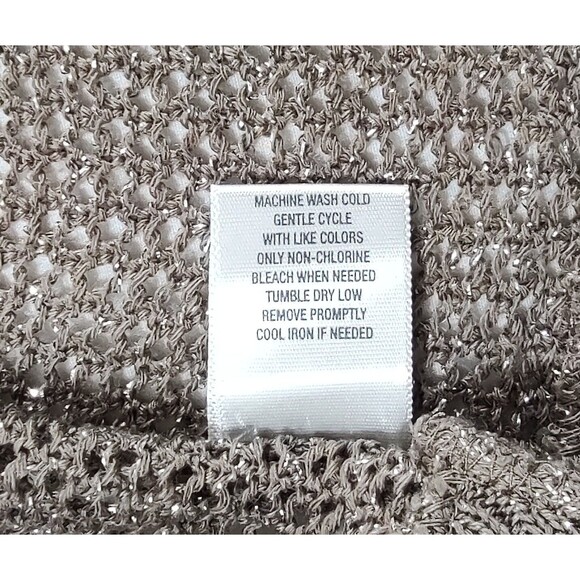 MACHINE WASH COLD
GENTLE CYCLE
WITH LIKE COLORS
ONLY NON-CHLORINE
BLEACH WHEN NEEDED
TUMBLE DRY LOW
REMOVE PROMPTLY
COOL IRON IF NEEDED